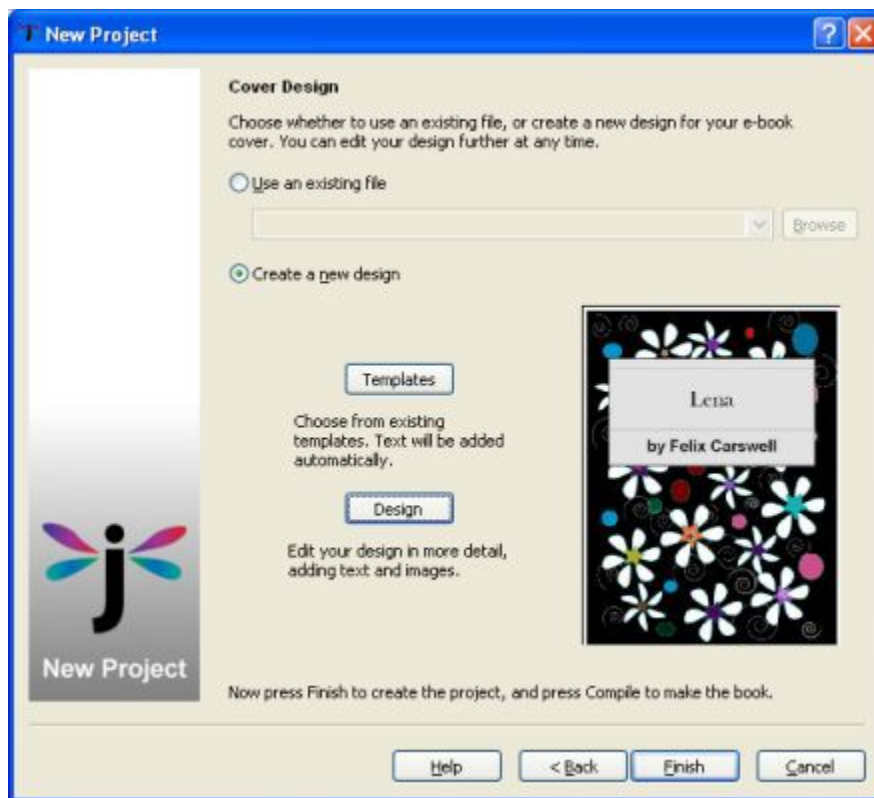 New Project
Cover Design
Choose whether to use an existing file, or create a new design for your e-book
cover. You can edit your design further at any time.
Use an existing file
Browse
Create a new design
Templates
Choose from existing
templates. Text will be added
automatically.
Design
Edit your design in more detail,
adding text and images.
Lena
by Felix Carswell
j
New Project
Now press Finish to create the project, and press Compile to make the book.
Help
< Back
Finish
Cancel